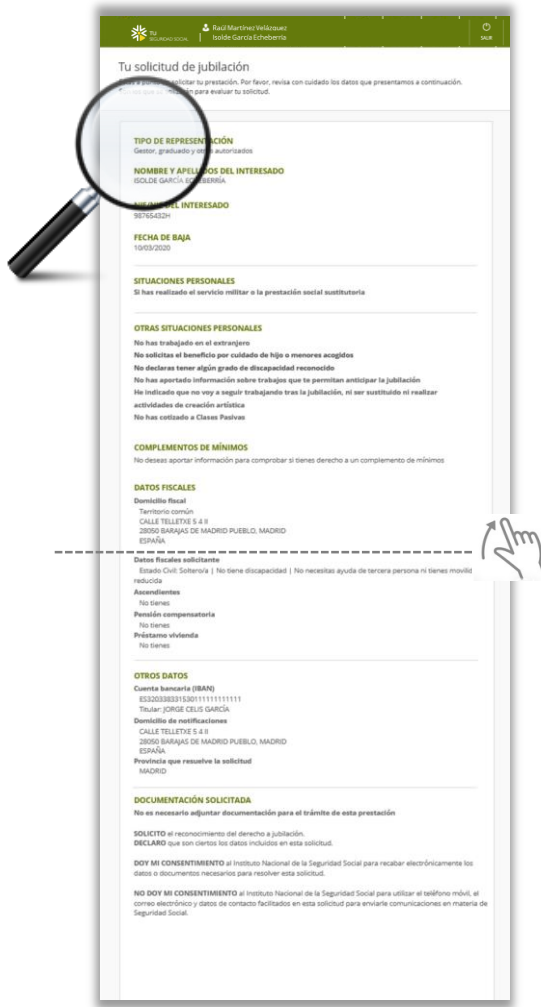 Tu
SEGURIDAD SOCIAL
Raúl Martínez Velázquez
Isolde García Echeberría
SALIR
Tu solicitud de jubilación
solicitar tu prestación. Por favor, revisa con cuidado los datos que presentamos a continuación.
para evaluar tu solicitud.
TIPO DE REPRESENTACIÓN
Gestor, graduado y otros autorizados
NOMBRE Y APELLIDOS DEL INTERESADO
ISOLDE GARCÍA ECHEBERRÍA
DEL INTERESADO
98765432H
FECHA DE BAJA
10/03/2020
SITUACIONES PERSONALES
Si has realizado el servicio militar o la prestación social sustitutoria
OTRAS SITUACIONES PERSONALES
No has trabajado en el extranjero
No solicitas el beneficio por cuidado de hijo o menores acogidos
No declaras tener algún grado de discapacidad reconocido
No has aportado información sobre trabajos que te permitan anticipar la jubilación
He indicado que no voy a seguir trabajando tras la jubilación, ni ser sustituido ni realizar
actividades de creación artística
No has cotizado a Clases Pasivas
COMPLEMENTOS DE MÍNIMOS
No deseas aportar información para comprobar si tienes derecho a un complemento de mínimos
DATOS FISCALES
Domicilio fiscal
Territorio común
CALLE TELLETXE 5 4 II
28050 BARAJAS DE MADRID PUEBLO, MADRID
ESPAÑA
Datos fiscales solicitante
Estado Civil: Soltero/a | No tiene discapacidad | No necesitas ayuda de tercera persona ni tienes movilid
reducida
Ascendientes
No tienes
Pensión compensatoria
No tienes
Préstamo vivienda
No tienes
OTROS DATOS
Cuenta bancaria (IBAN)
Titular: JORGE CELIS GARCÍA
Domicilio de notificaciones
CALLE TELLETXE 5 4 II
28050 BARAJAS DE MADRID PUEBLO, MADRID
ESPAÑA
Provincia que resuelve la solicitud
MADRID
DOCUMENTACIÓN SOLICITADA
No es necesario adjuntar documentación para el trámite de esta prestación
SOLICITO el reconocimiento del derecho a jubilación.
DECLARO que son ciertos los datos incluidos en esta solicitud.
DOY MI CONSENTIMIENTO al Instituto Nacional de la Seguridad Social para recabar electrónicamente los
datos o documentos necesarios para resolver esta solicitud.
NO DOY MI CONSENTIMIENTO al Instituto Nacional de la Seguridad Social para utilizar el teléfono móvil, el
correo electrónico y datos de contacto facilitados en esta solicitud para enviarle comunicaciones en materia de
Seguridad Social.